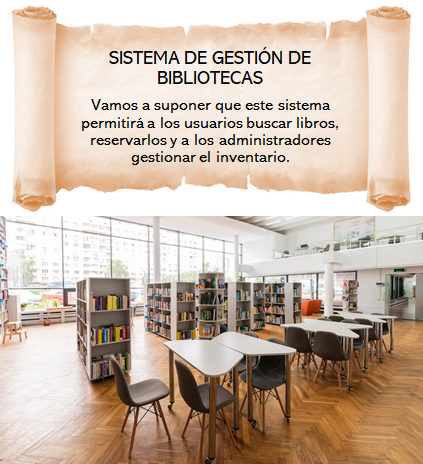 SISTEMA DE GESTIÓN DE
BIBLIOTECAS
Vamos a suponer que este sistema
permitirá a los usuarios buscar libros,
reservarlos y a los administradores
gestionar el inventario.